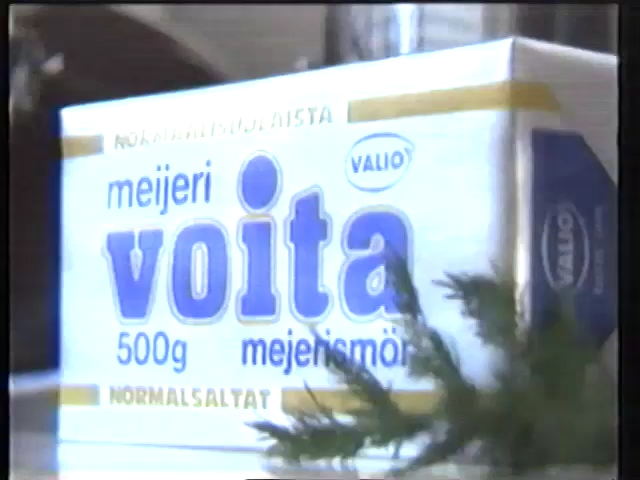 NORMAALISUOLAISTA
meijeri
VALIO
voita
500g mejerismör
NORMALSALTAT
VALIO